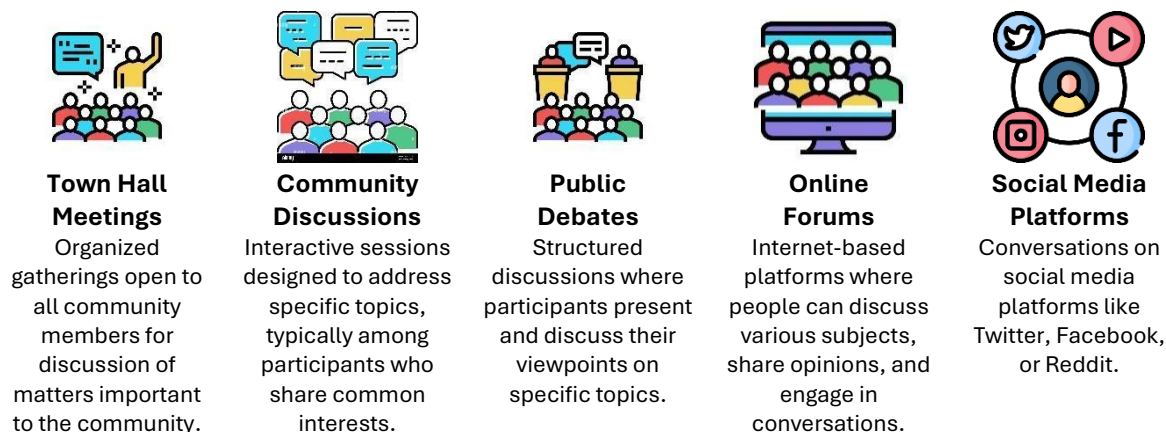 Town Hall
Meetings
Organized
gatherings open to
all community
members for
discussion of
matters important
to the community.
Community
Discussions
Interactive sessions
designed to address
specific topics,
typically among
participants who
share common
interests.
Public
Debates
Structured
discussions where
participants present
and discuss their
viewpoints on
specific topics.
Online
Forums
Internet-based
platforms where
people can discuss
various subjects,
share opinions, and
engage in
conversations.
Social Media
Platforms
Conversations on
social media
platforms like
Twitter, Facebook,
or Reddit.